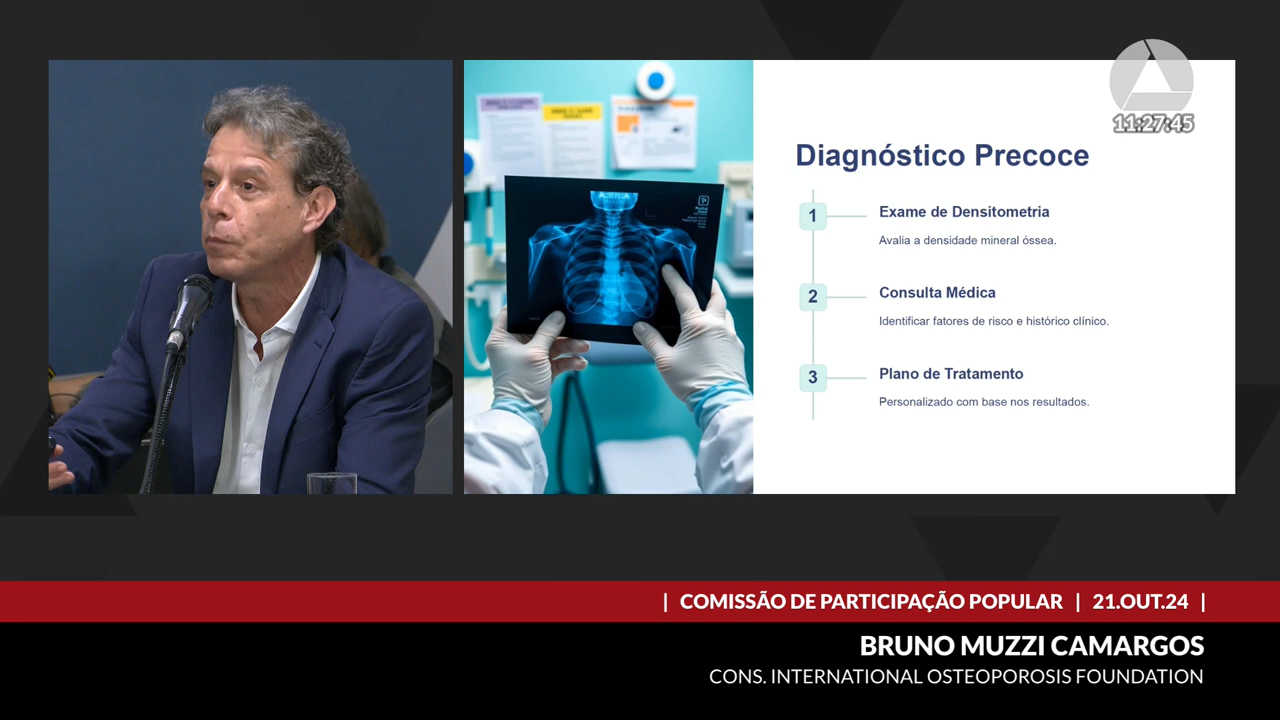 11:27:45
Diagnóstico Precoce
1
Exame de Densitometria
Avalia a densidade mineral óssea.
2
Consulta Médica
Identificar fatores de risco e histórico clínico.
3
Plano de Tratamento
Personalizado com base nos resultados.
| COMISSÃO DE PARTICIPAÇÃO POPULAR | 21.OUT.24 |
BRUNO MUZZI CAMARGOS
CONS. INTERNATIONAL OSTEOPOROSIS FOUNDATION